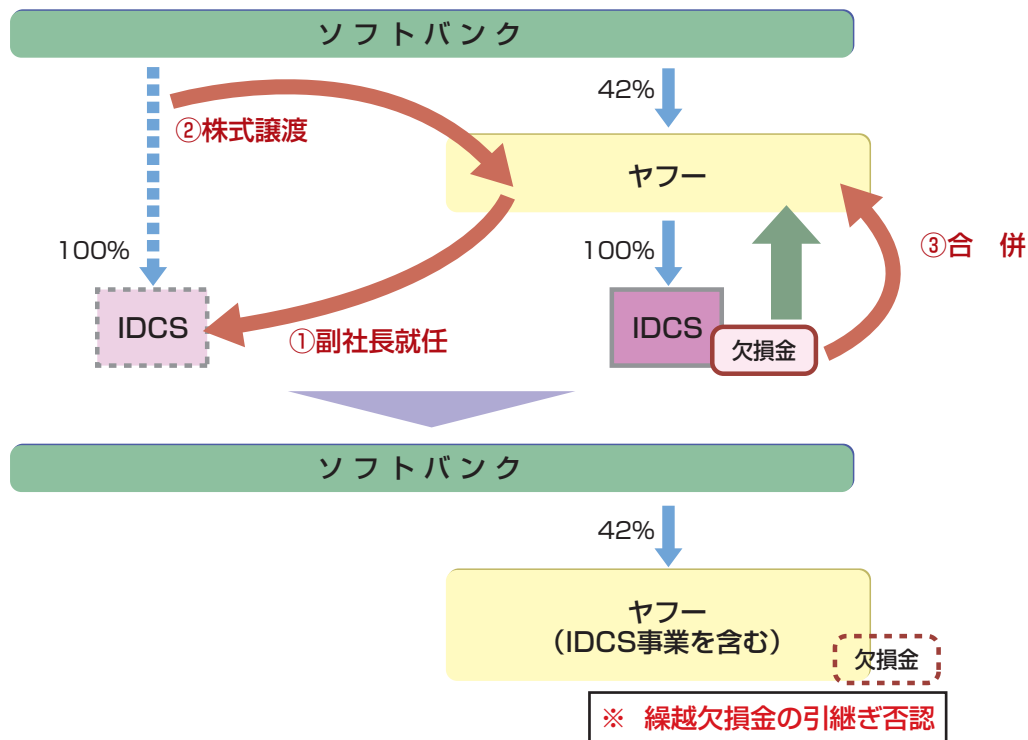 ソフトバンク
42%
②株式譲渡
ヤフー
100%
100%
③合　併
IDCS
IDCS
①副社長就任
欠損金
ソフトバンク
42%
ヤフー
（IDCS事業を含む）
欠損金
※　繰越欠損金の引継ぎ否認